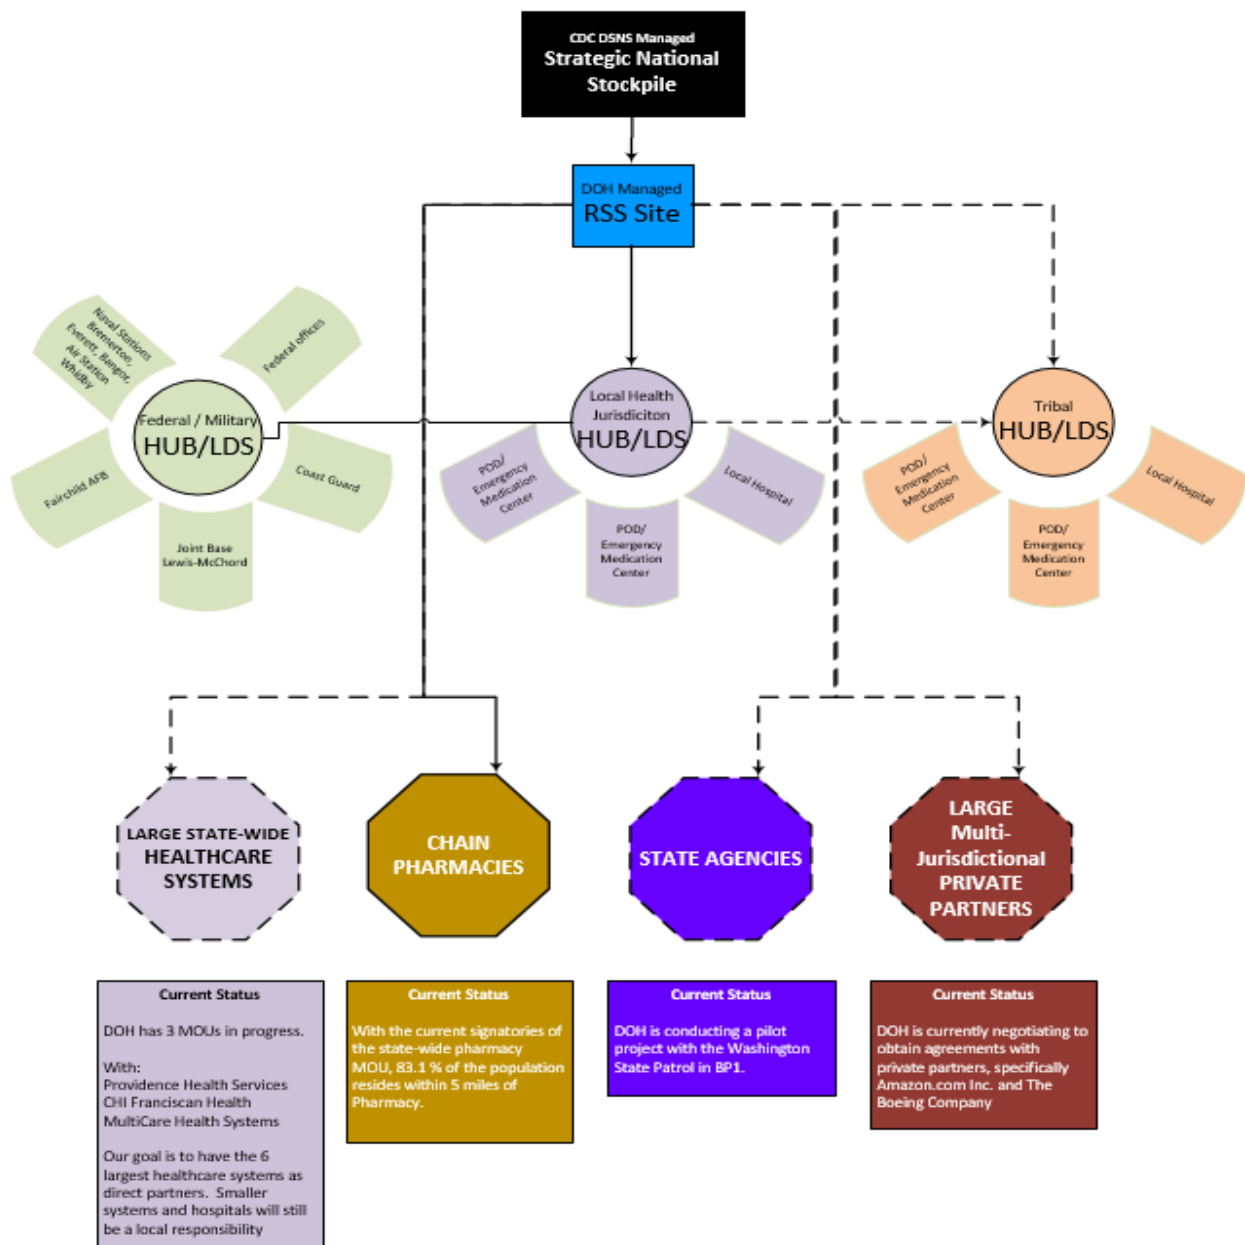 CDC DSNS Managed
Strategic National
Stockpile
DOH Managed
RSS Site
Naval Stations
Bremerton,
Everett, Bangor,
Air Station
Whidby
Federal offices
Federal / Military
HUB/LDS
Fairchild AFB
Coast Guard
Joint Base
Lewis-McChord
Local Health
Jurisdiciton
HUB/LDS
POD/
Emergency
Medication
Center
POD/
Emergency
Medication
Center
Local Hospital
Tribal
HUB/LDS
POD/
Emergency
Medication
Center
POD/
Emergency
Medication
Center
Local Hospital
LARGE STATE-WIDE
HEALTHCARE
SYSTEMS
CHAIN
PHARMACIES
STATE AGENCIES
LARGE
Multi-
Jurisdictional
PRIVATE
PARTNERS
Current Status
DOH has 3 MOUs in progress.
With:
Providence Health Services
CHI Franciscan Health
MultiCare Health Systems
Our goal is to have the 6
largest healthcare systems as
direct partners.  Smaller
systems and hospitals will still
be a local responsibility
Current Status
With the current signatories of
the state-wide pharmacy
MOU, 83.1 % of the population
resides within 5 miles of
Pharmacy.
Current Status
DOH is conducting a pilot
project with the Washington
State Patrol in BP1.
Current Status
DOH is currently negotiating to
obtain agreements with
private partners, specifically
Amazon.com Inc. and The
Boeing Company